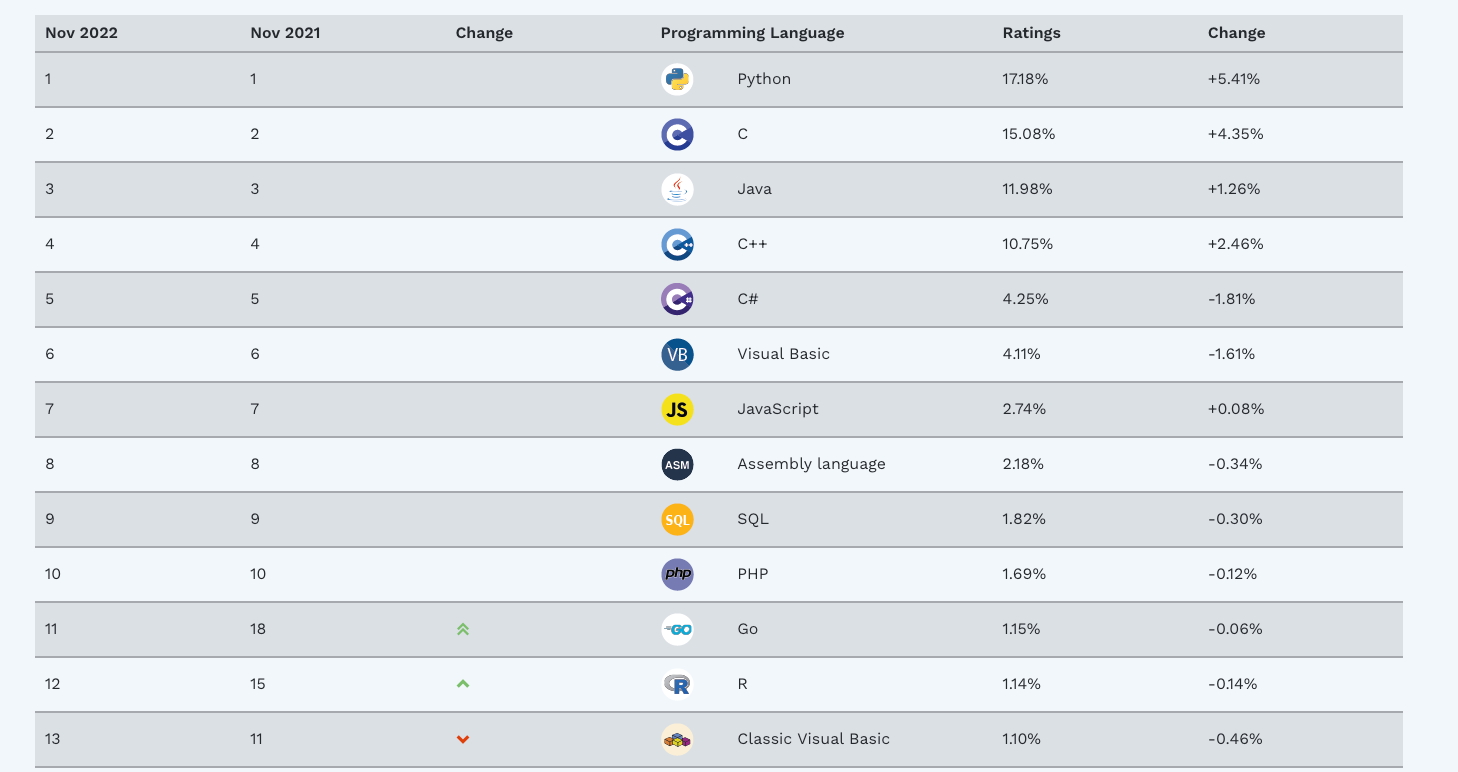 Nov 2022 Nov 2021 Change Programming Language Ratings Change
1 1 Python 17.18% +5.41%
2 2 C 15.08% +4.35%
3 3 Java 11.98% +1.26%
4 4 C++ 10.75% +2.46%
5 5 C# 4.25% -1.81%
6 6 VB Visual Basic 4.11% -1.61%
7 7 JS JavaScript 2.74% +0.08%
8 8 ASM Assembly language 2.18% -0.34%
9 9 SQL SQL 1.82% -0.30%
10 10 php PHP 1.69% -0.12%
11 18 GO Go 1.15% -0.06%
12 15 R R 1.14% -0.14%
13 11 Classic Visual Basic 1.10% -0.46%